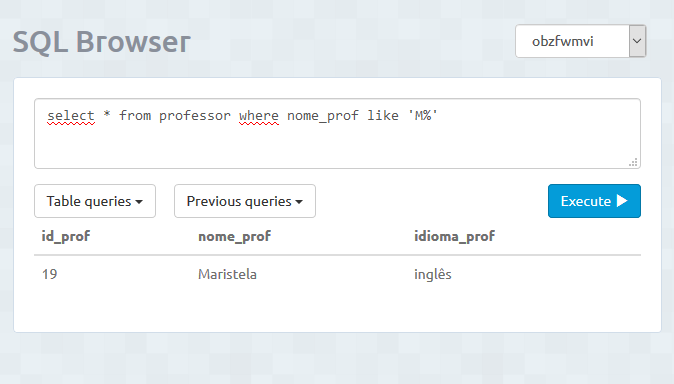 SQL Browser
obzfwmvi
select * from professor where nome_prof like 'M%'
Table queries Previous queries Execute
id_prof nome_prof idioma_prof
19 Maristela inglês